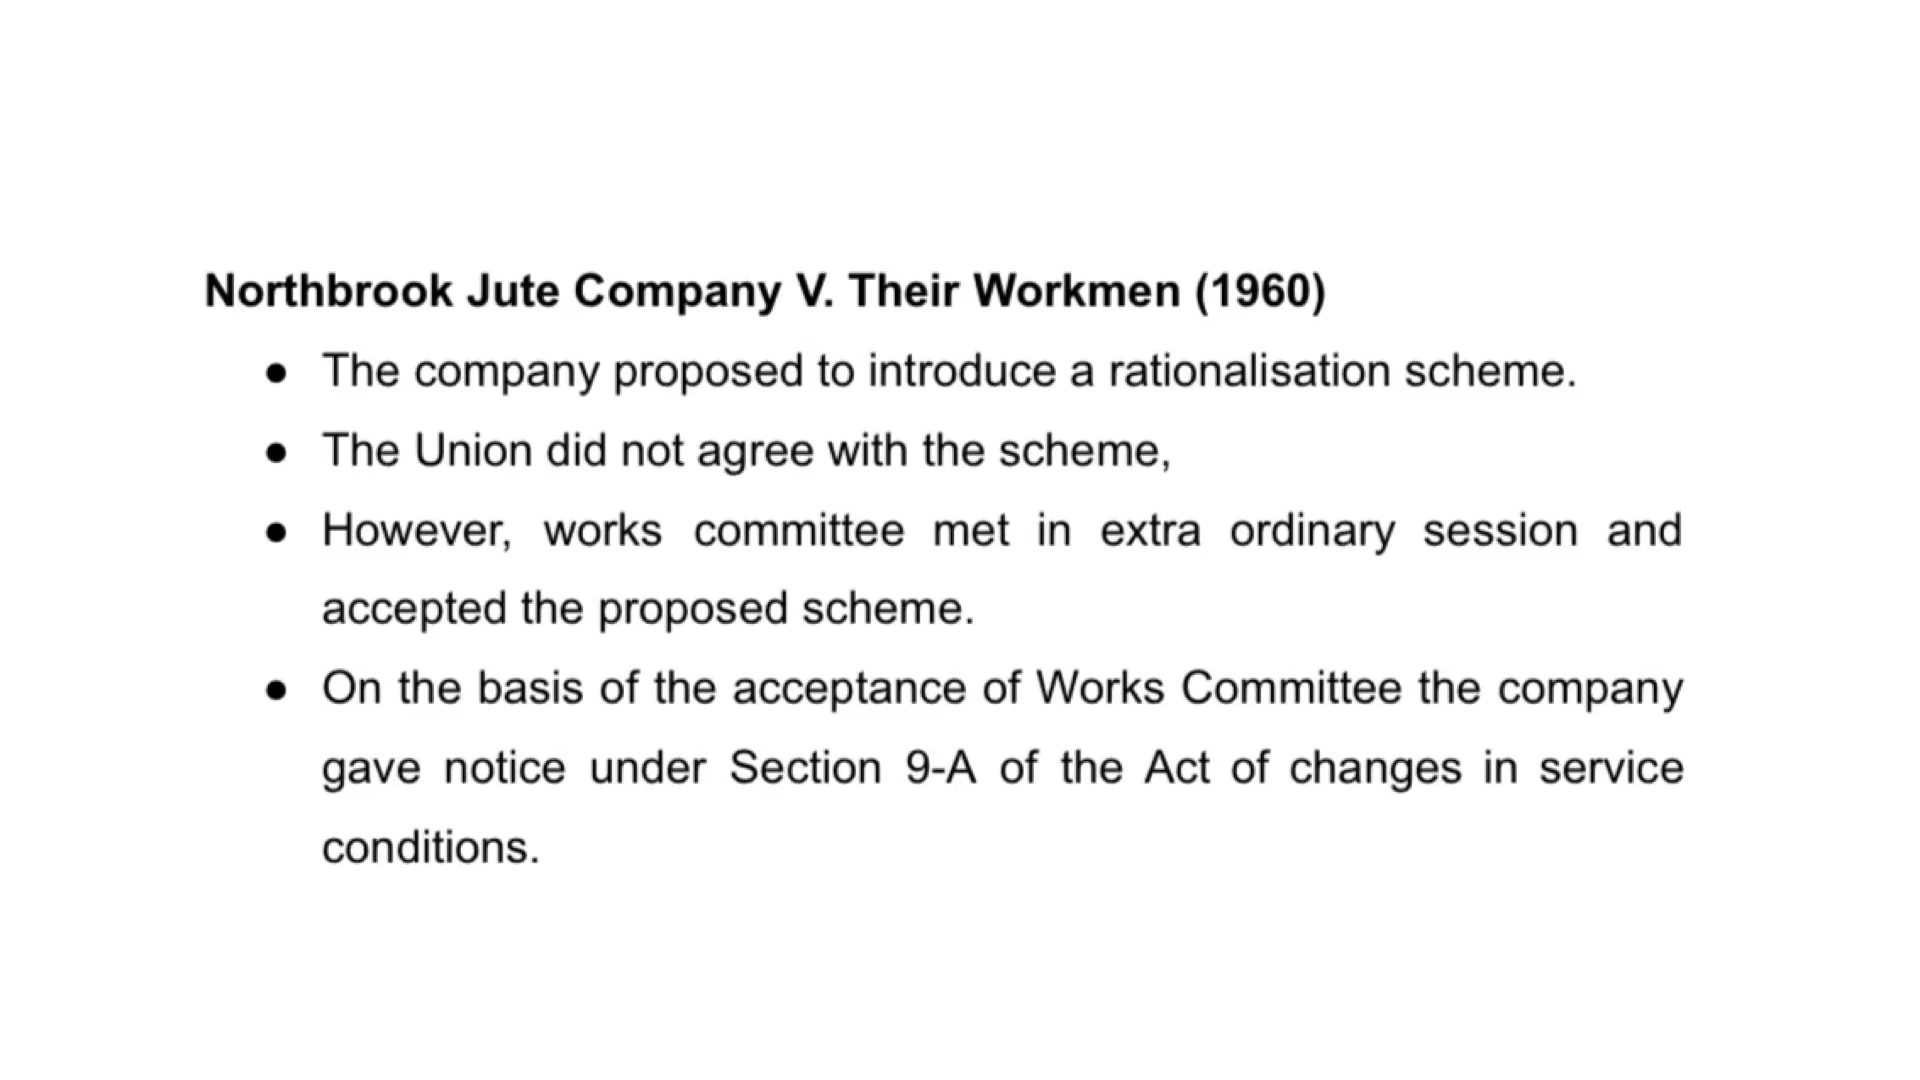 Northbrook Jute Company V. Their Workmen (1960)
● The company proposed to introduce a rationalisation scheme.
● The Union did not agree with the scheme,
● However, works committee met in extra ordinary session and
accepted the proposed scheme.
● On the basis of the acceptance of Works Committee the company
gave notice under Section 9-A of the Act of changes in service
conditions.